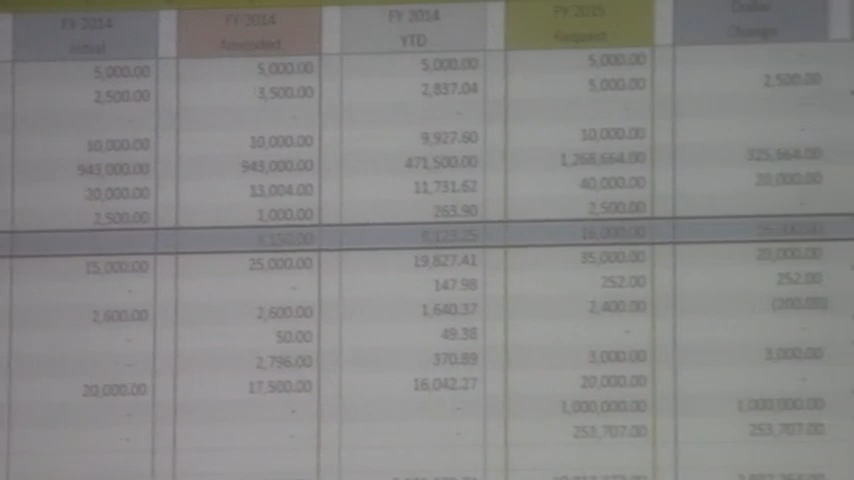 FY 2014 FY 2014 FY 2014 FY 2015 Dollar
Initial Amended YTD Request Change
5,000.00 5,000.00 5,000.00 5,000.00
2,500.00 3,500.00 2,837.04 5,000.00 2,500.00
- - -
10,000.00 10,000.00 9,927.60 10,000.00 -
943,000.00 943,000.00 471,500.00 1,268,664.00 325,664.00
20,000.00 13,004.00 11,731.62 40,000.00 20,000.00
2,500.00 1,000.00 263.90 2,500.00 -
16,000.00
15,000.00 25,000.00 19,827.41 35,000.00 20,000.00
- - 147.98 252.00 252.00
2,600.00 2,600.00 1,640.37 2,400.00 (200.00)
- 50.00 49.38 - -
- 2,796.00 370.89 3,000.00 3,000.00
20,000.00 17,500.00 16,042.27 20,000.00 -
- - - 1,000,000.00 1,000,000.00
- - - 253,707.00 253,707.00